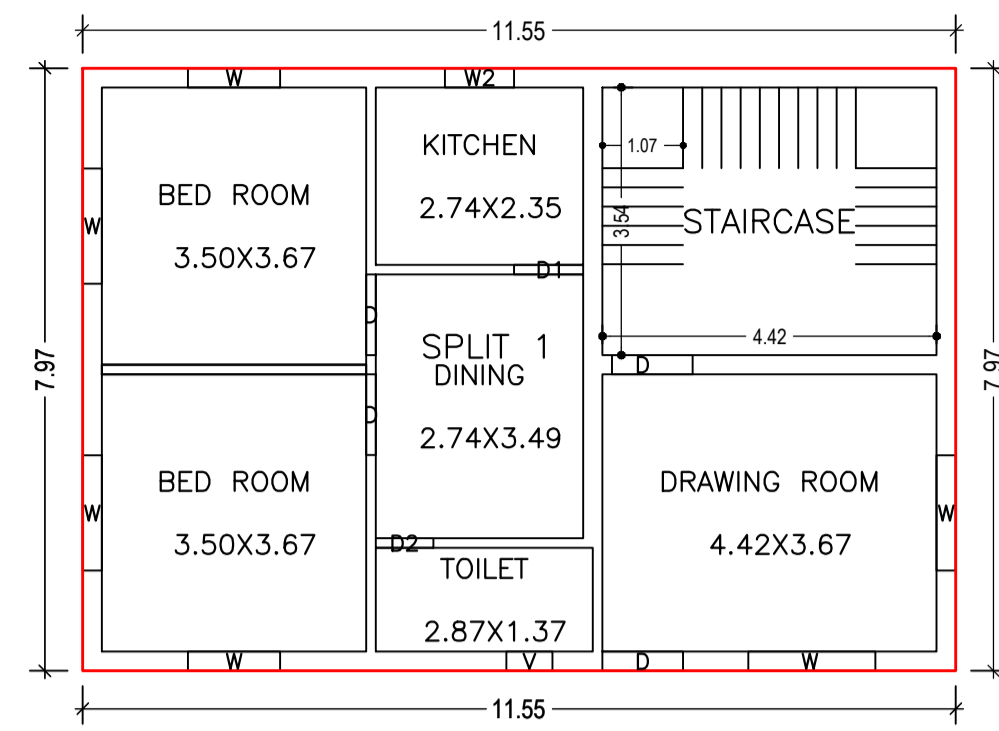 11.55
W
W2
KITCHEN
2.74X2.35
1.07
BED ROOM
3.50X3.67
W
3.54
STAIRCASE
D1
D
4.42
SPLIT 1
DINING
2.74X3.49
7.97
7.97
D
D
BED ROOM
3.50X3.67
W
DRAWING ROOM
4.42X3.67
W
D2
TOILET
2.87X1.37
W
V
D
W
11.55